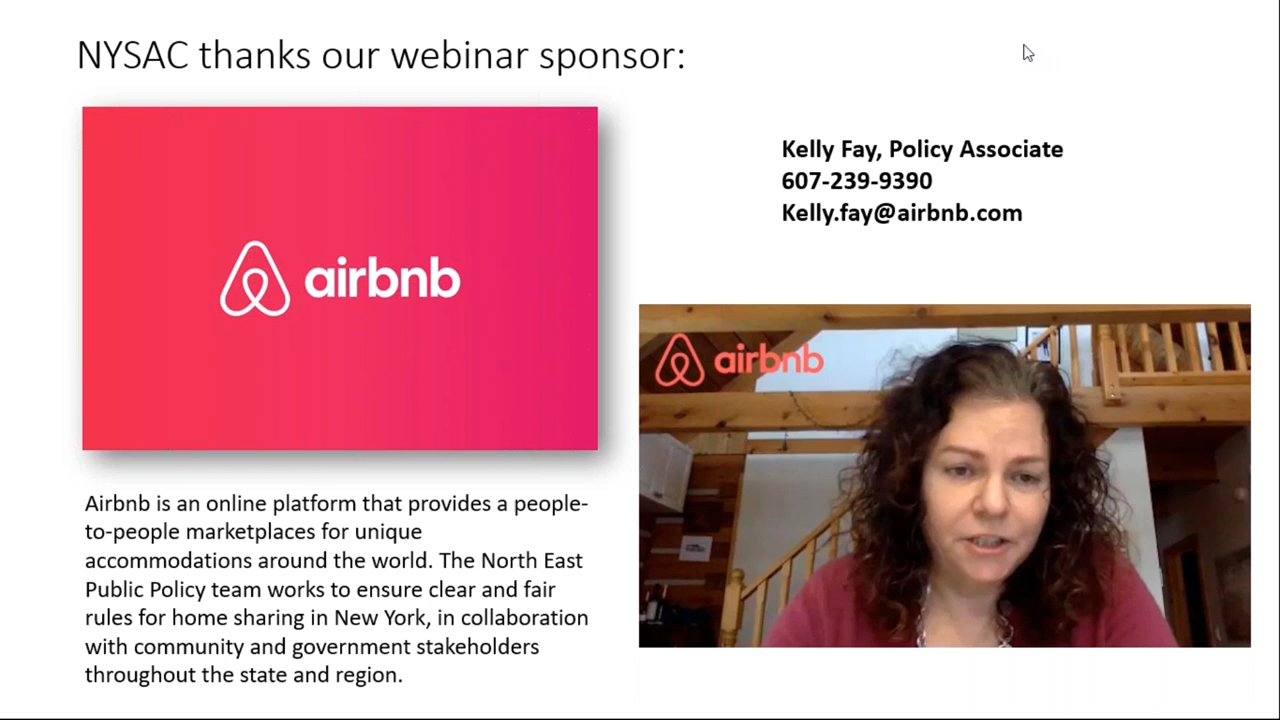 NYSAC thanks our webinar sponsor:
airbnb
Kelly Fay, Policy Associate
607-239-9390
Kelly.fay@airbnb.com
airbnb
Airbnb is an online platform that provides a people-
to-people marketplaces for unique
accommodations around the world. The North East
Public Policy team works to ensure clear and fair
rules for home sharing in New York, in collaboration
with community and government stakeholders
throughout the state and region.